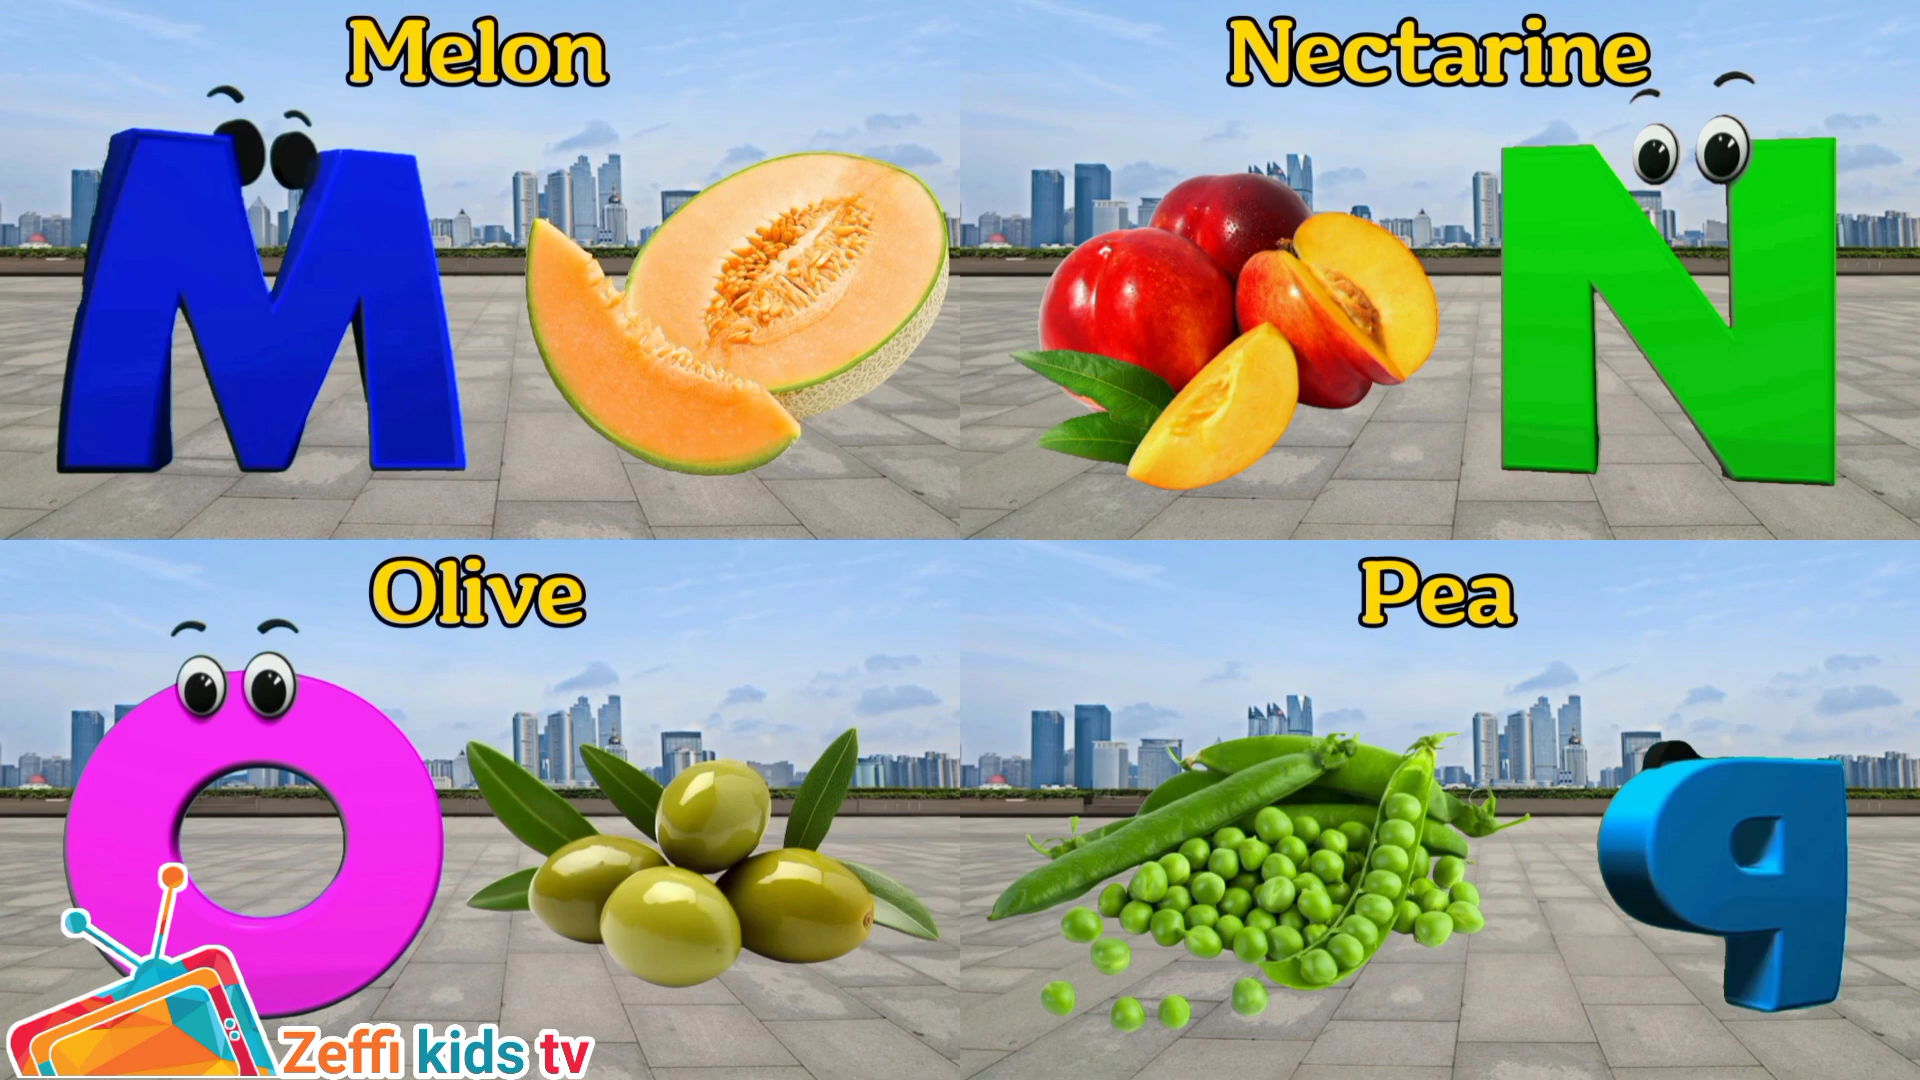 Melon
Nectarine
M
N
Olive
Pea
O
P
Zeffi kids tv